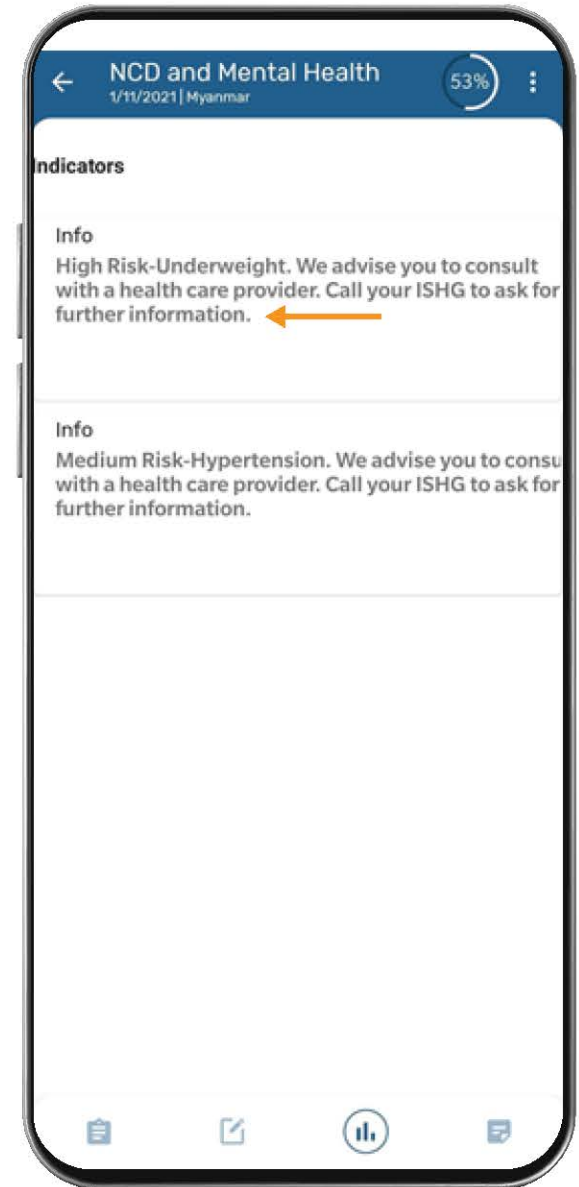 NCD and Mental Health
1/11/2021 | Myanmar
53%
Indicators
Info
High Risk-Underweight. We advise you to consult
with a health care provider. Call your ISHG to ask for
further information.
Info
Medium Risk-Hypertension. We advise you to consu
with a health care provider. Call your ISHG to ask for
further information.